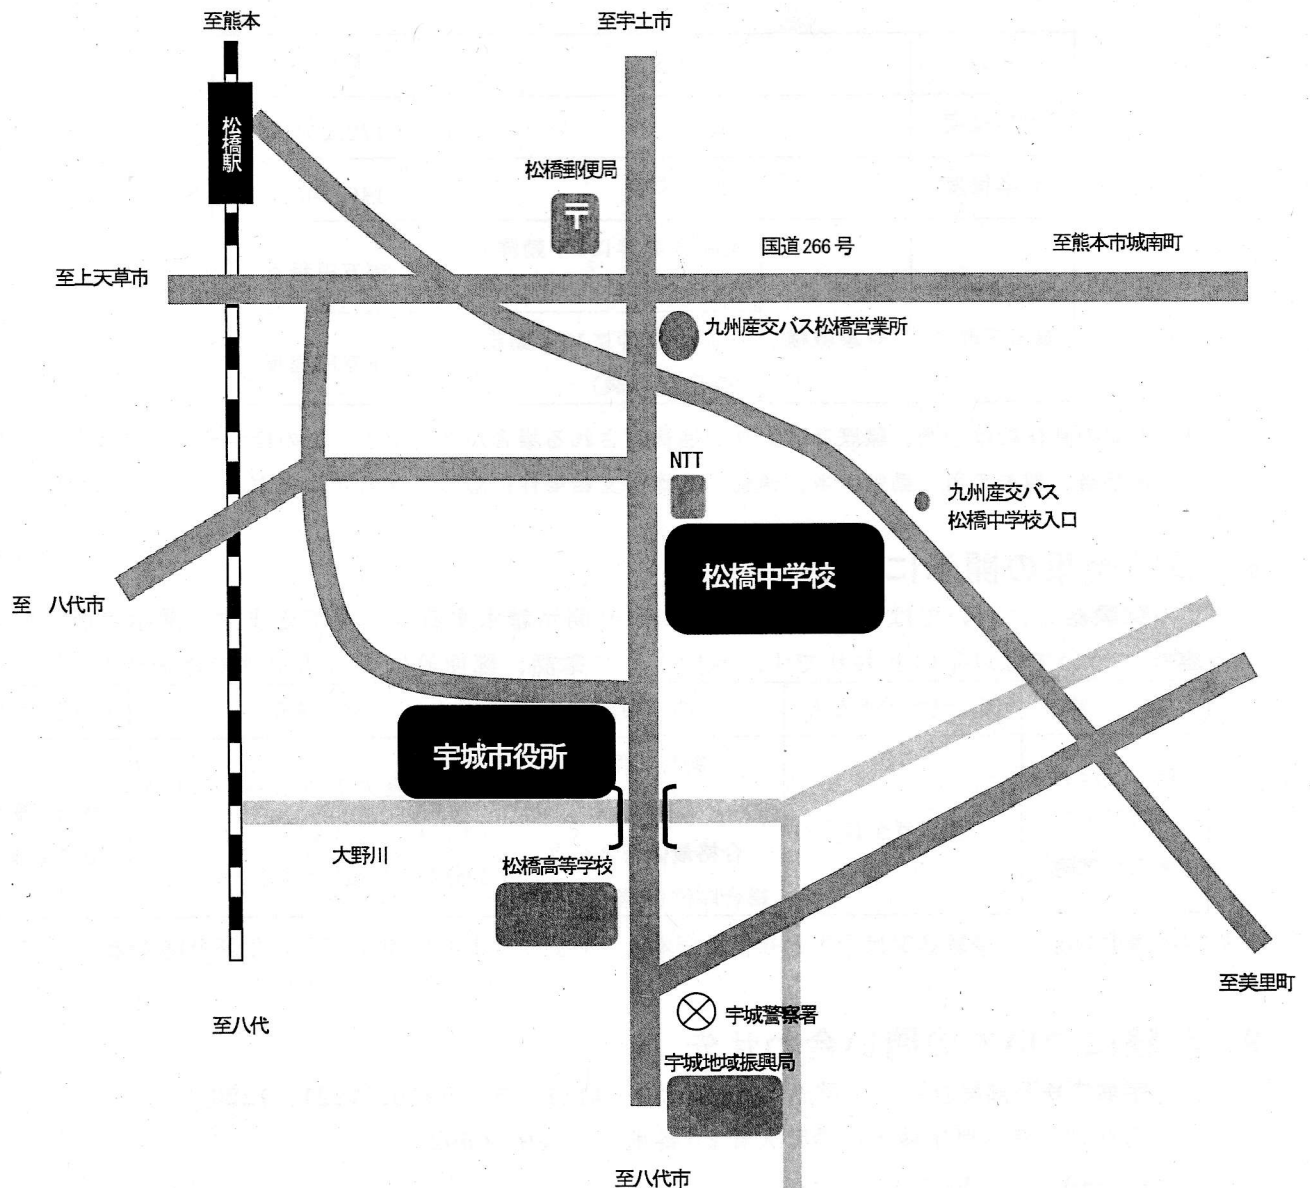 至熊本
至宇土市
松橋駅
松橋郵便局
〒
国道266号
至熊本市城南町
至上天草市
九州産交バス松橋営業所
NTT
九州産交バス
松橋中学校入口
松橋中学校
至　八代市
宇城市役所
大野川
松橋高等学校
至美里町
宇城警察署
至八代
宇城地域振興局
至八代市